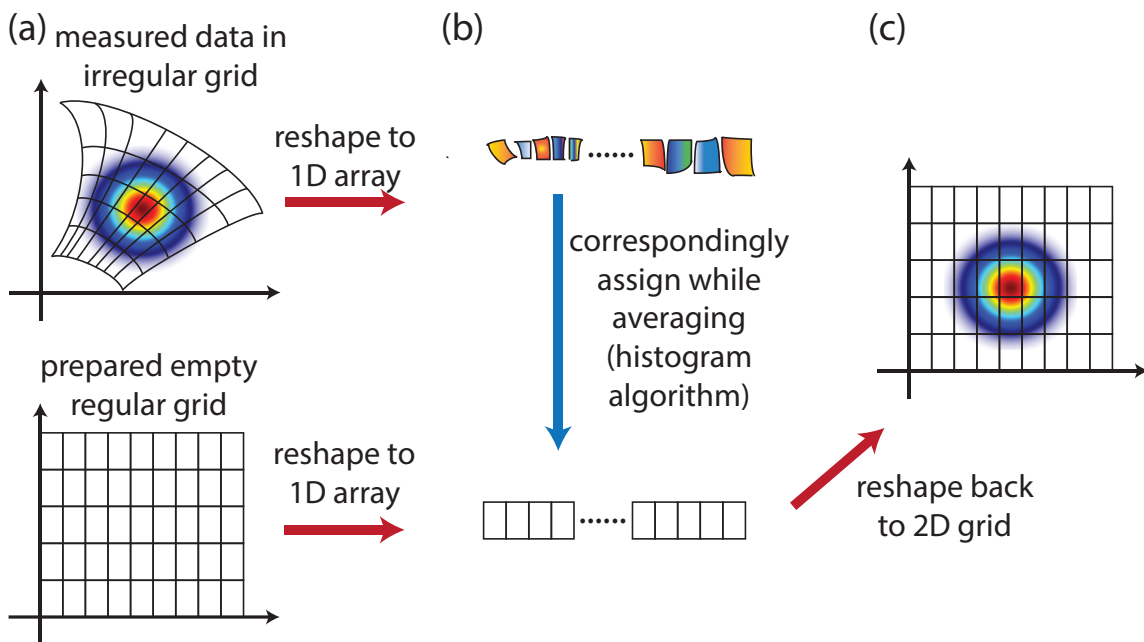 (a)
measured data in
irregular grid
reshape to
1D array
prepared empty
regular grid
reshape to
1D array
(b)
correspondingly
assign while
averaging
(histogram
algorithm)
(c)
reshape back
to 2D grid